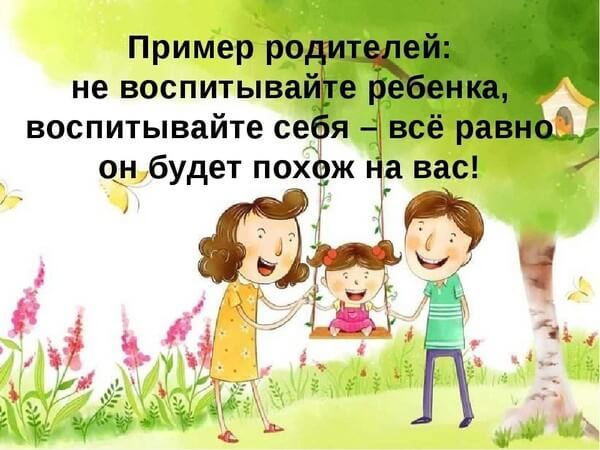 Пример родителей:
не воспитывайте ребенка,
воспитывайте себя – всё равно
он будет похож на вас!